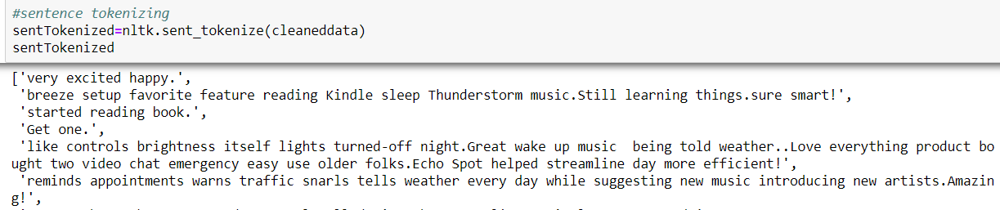 #sentence tokenizing
sentTokenized=nltk.sent_tokenize(cleaneddata)
sentTokenized
['very excited happy.',
'breeze setup favorite feature reading Kindle sleep Thunderstorm music.Still learning things.sure smart!',
'started reading book.',
'Get one.',
'like controls brightness itself lights turned-off night.Great wake up music  being told weather..Love everything product bo
ught two video chat emergency easy use older folks.Echo Spot helped streamline day more efficient!',
'reminds appointments warns traffic snarls tells weather every day while suggesting new music introducing new artists.Amazin
g!',